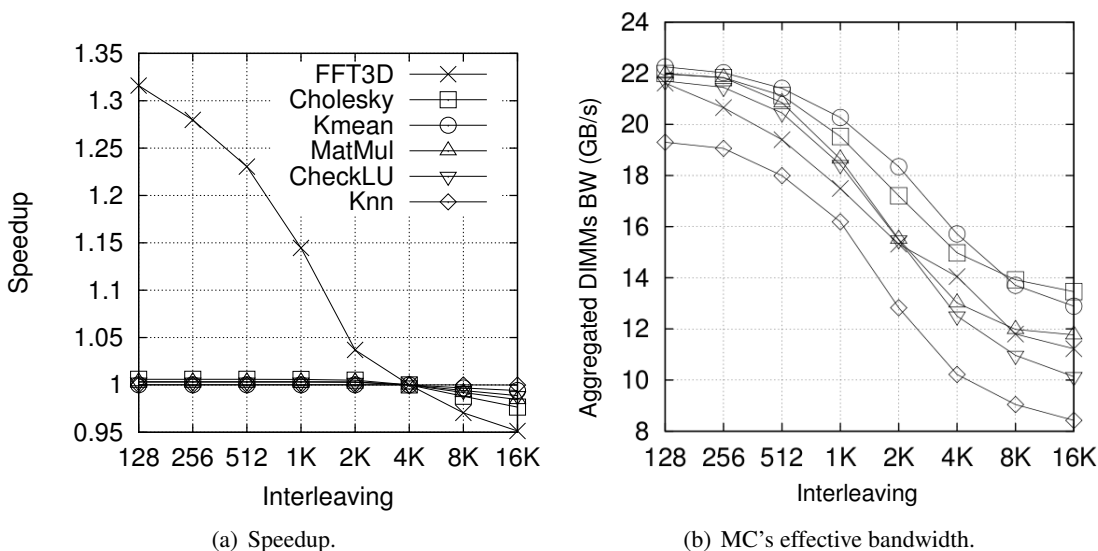 1.35
1.3
1.25
1.2
1.15
1.1
1.05
1
0.95
Speedup
FFT3D
Cholesky
Kmean
MatMul
CheckLU
Knn
128 256 512 1K 2K 4K 8K 16K
Interleaving
(a) Speedup.
24
22
20
18
16
14
12
10
8
Aggregated DIMMs BW (GB/s)
128 256 512 1K 2K 4K 8K 16K
Interleaving
(b) MC's effective bandwidth.